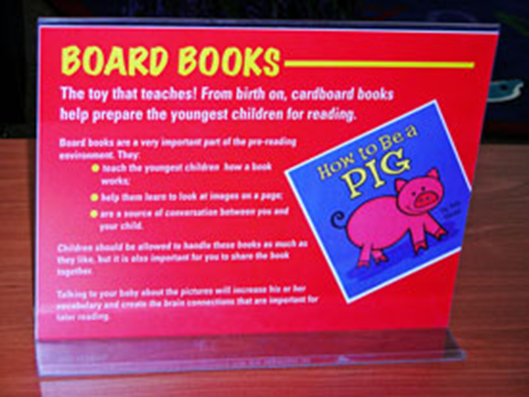 BOARD BOOKS
The toy that teaches! From birth on, cardboard books
help prepare the youngest children for reading.
Board books are a very important part of the pre-reading
environment. They:
teach the youngest children how a book
works;
help them learn to look at images on a page;
are a source of conversation between you and
your child.
Children should be allowed to handle these books as much as
they like, but it is also important for you to share the book
together.
Talking to your baby about the pictures will increase his or her
vocabulary and create the brain connections that are important for
later reading.
HOW TO BE A
PIG